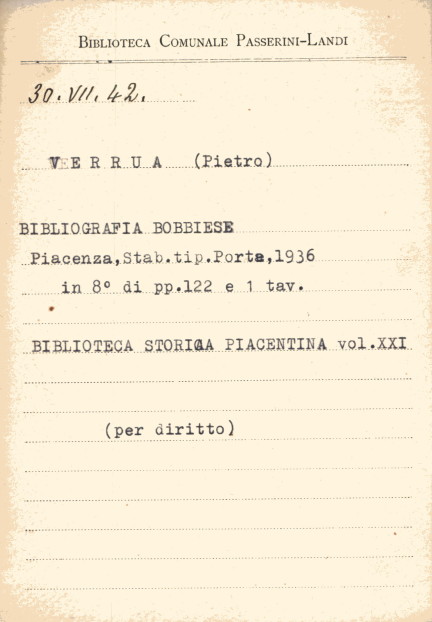 Biblioteca Comunale Passerini-Landi
30.VII.42.
VERRUA (Pietro)
BIBLIOGRAFIA BOBBIESE
Piacenza,Stab.tip.Porta,1936
in 8° di pp.122 e 1 tav.
BIBLIOTECA STORICA PIACENTINA vol.XXI
(per diritto)